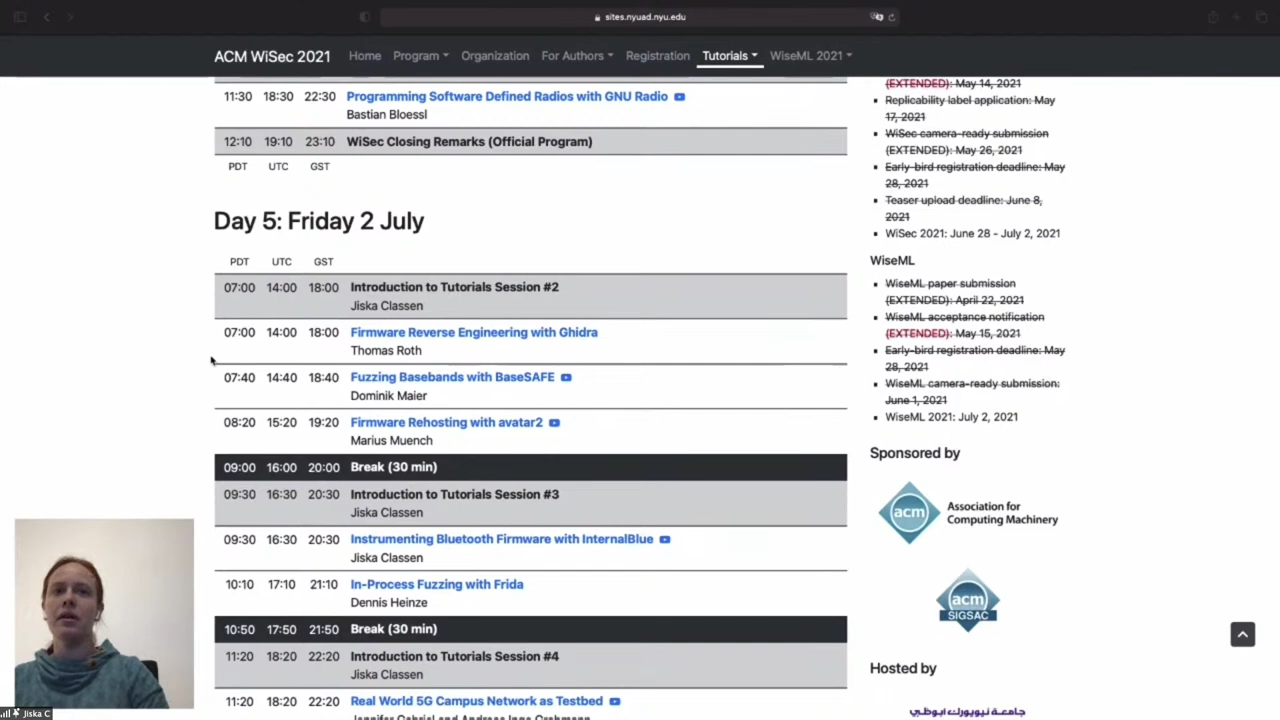 sites.nyuad.nyu.edu
ACM WiSec 2021 Home Program Organization For Authors Registration Tutorials WiseML 2021
11:30 18:30 22:30 Programming Software Defined Radios with GNU Radio
Bastian Bloessl
12:10 19:10 23:10 WiSec Closing Remarks (Official Program)
PDT UTC GST
Day 5: Friday 2 July
PDT UTC GST
07:00 14:00 18:00 Introduction to Tutorials Session #2
Jiska Classen
07:00 14:00 18:00 Firmware Reverse Engineering with Ghidra
Thomas Roth
07:40 14:40 18:40 Fuzzing Basebands with BaseSAFE
Dominik Maier
08:20 15:20 19:20 Firmware Rehosting with avatar2
Marius Muench
09:00 16:00 20:00 Break (30 min)
09:30 16:30 20:30 Introduction to Tutorials Session #3
Jiska Classen
09:30 16:30 20:30 Instrumenting Bluetooth Firmware with InternalBlue
Jiska Classen
10:10 17:10 21:10 In-Process Fuzzing with Frida
Dennis Heinze
10:50 17:50 21:50 Break (30 min)
11:20 18:20 22:20 Introduction to Tutorials Session #4
Jiska Classen
11:20 18:20 22:20 Real World 5G Campus Network as Testbed
(EXTENDED): May 14, 2021
Replicability label application: May
17, 2021
WiSec camera-ready submission
(EXTENDED): May 26, 2021
Early-bird registration deadline: May
28, 2021
Teaser upload deadline: June 8,
2021
WiSec 2021: June 28 - July 2, 2021
WiseML
WiseML paper submission
(EXTENDED): April 22, 2021
WiseML acceptance notification
(EXTENDED): May 15, 2021
Early-bird registration deadline: May
28, 2021
WiseML camera-ready submission:
June 1, 2021
WiseML 2021: July 2, 2021
Sponsored by
acm
Association for
Computing Machinery
acm
SIGSAC
Hosted by
جامعـة نيويورك أبوظـبي
Jiska C